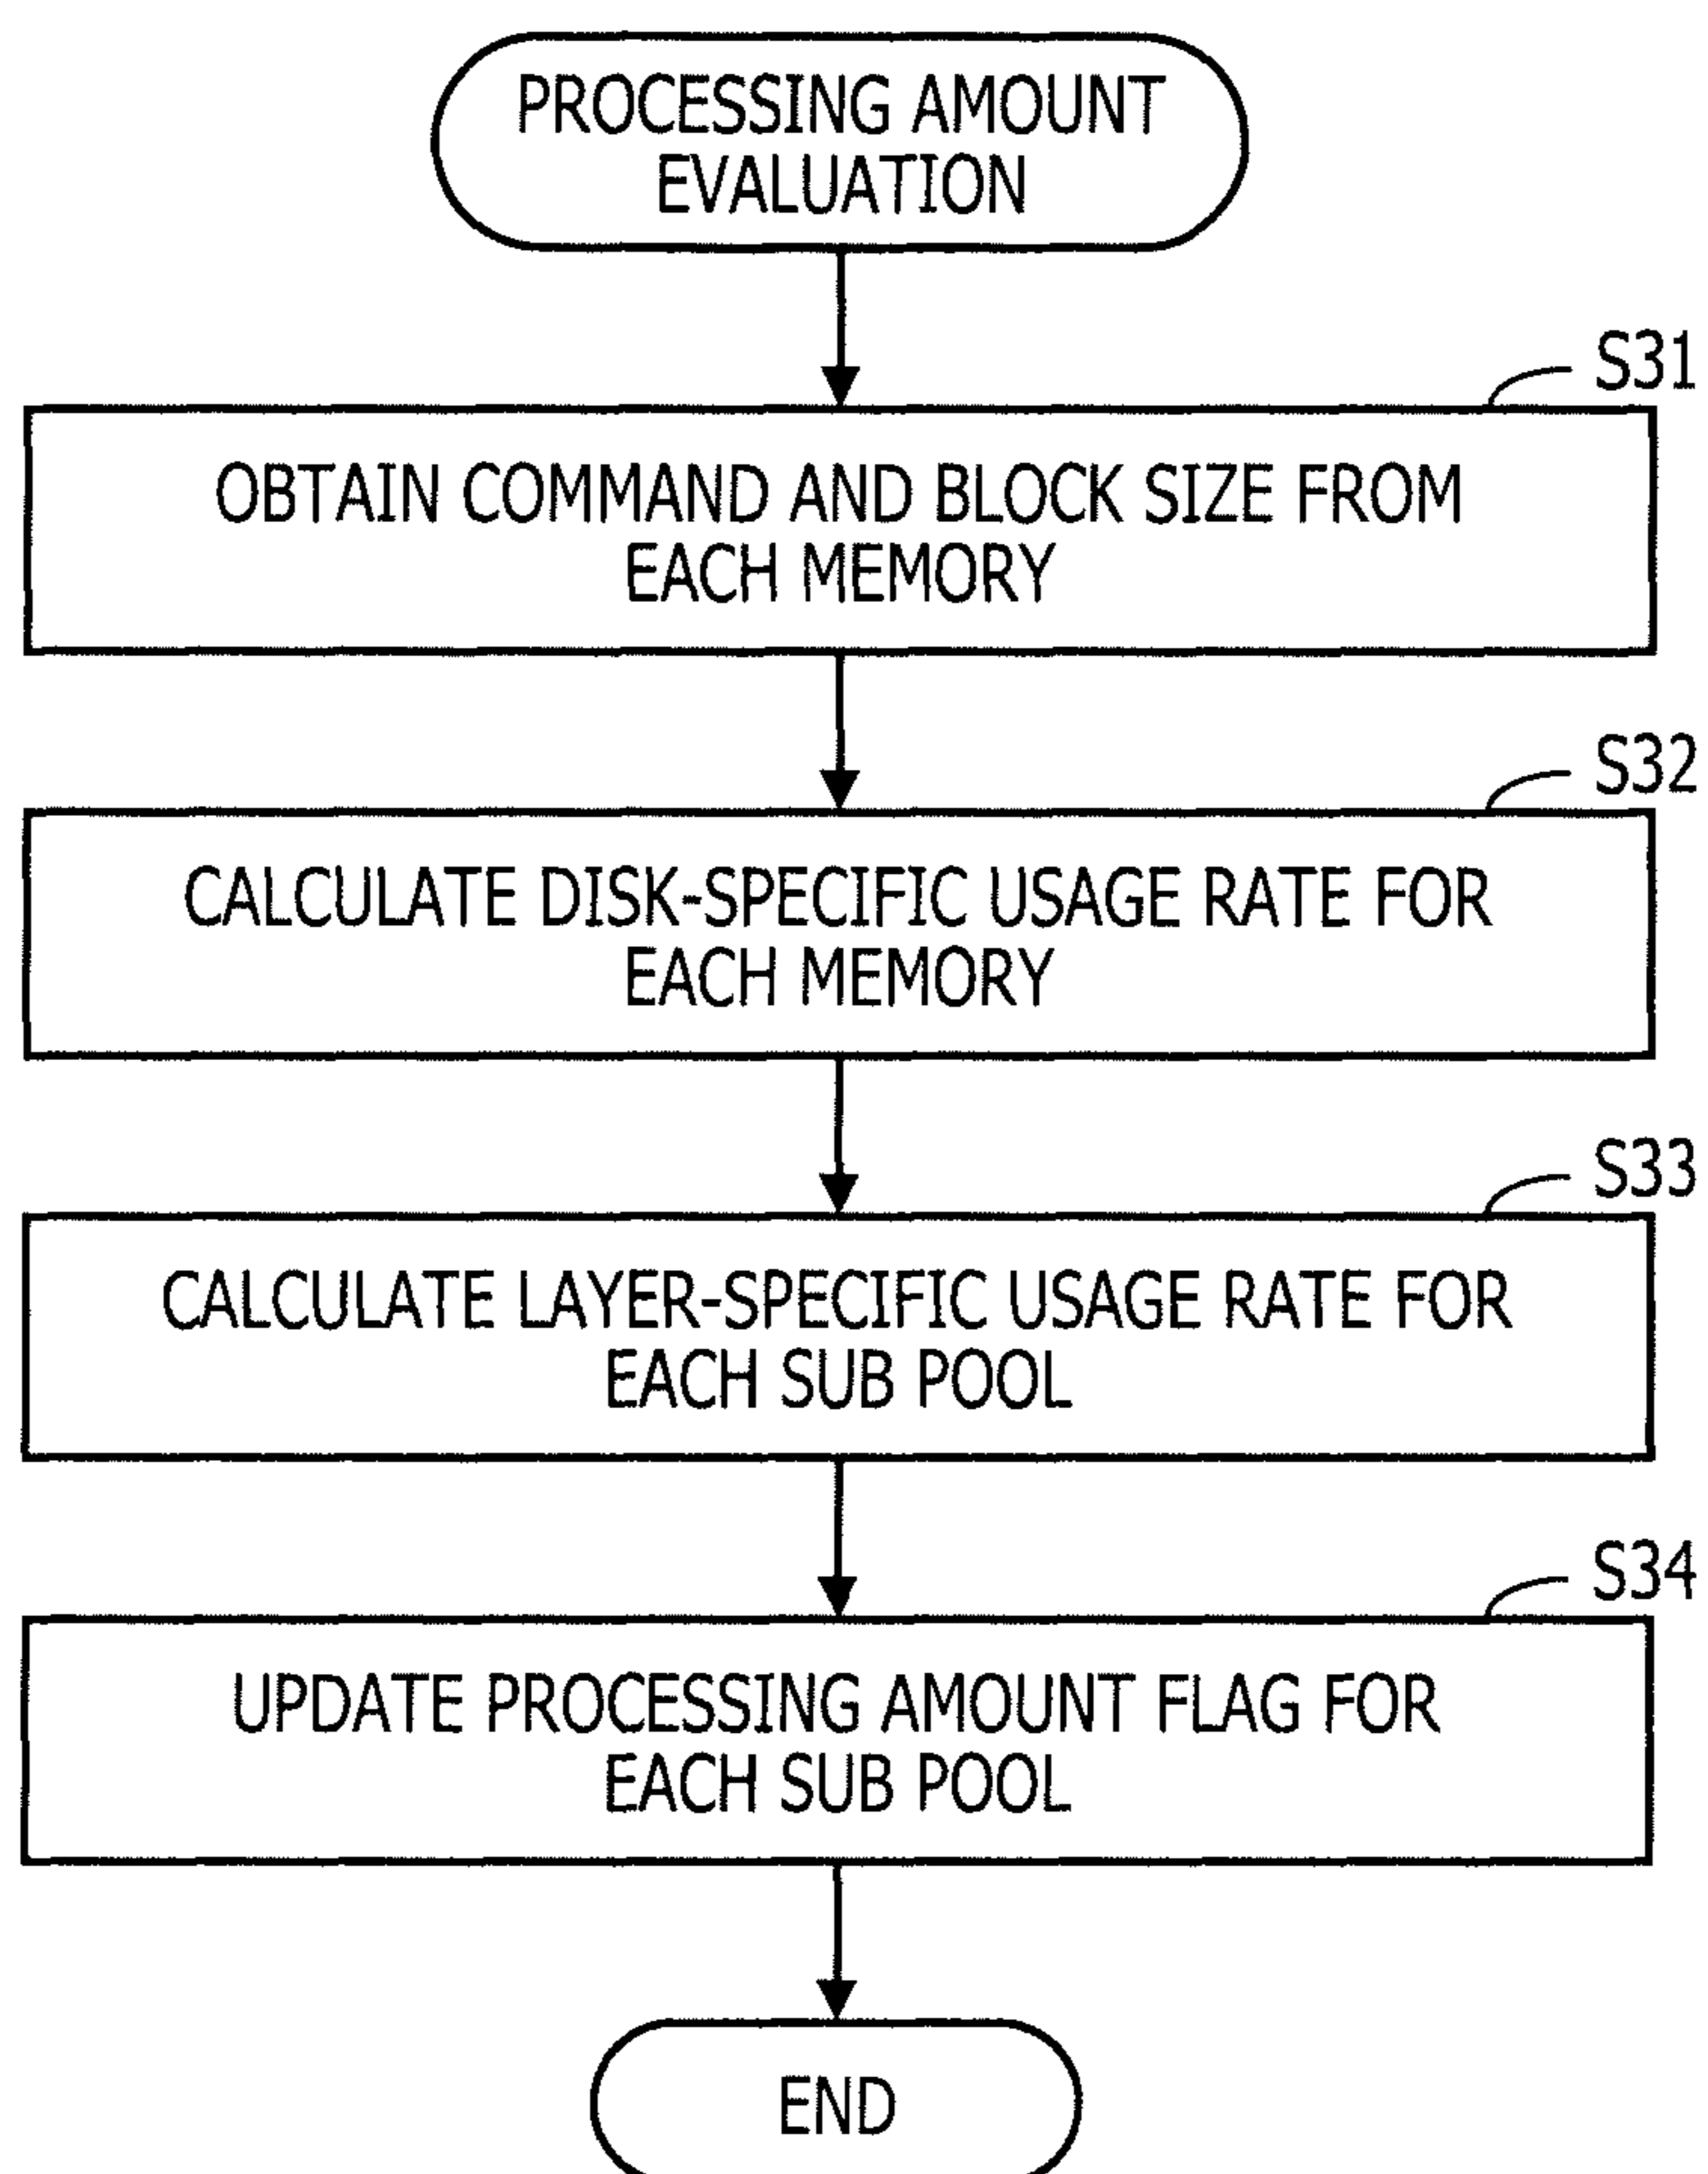 PROCESSING AMOUNT
EVALUATION
S31
OBTAIN COMMAND AND BLOCK SIZE FROM
EACH MEMORY
S32
CALCULATE DISK-SPECIFIC USAGE RATE FOR
EACH MEMORY
S33
CALCULATE LAYER-SPECIFIC USAGE RATE FOR
EACH SUB POOL
S34
UPDATE PROCESSING AMOUNT FLAG FOR
EACH SUB POOL
END